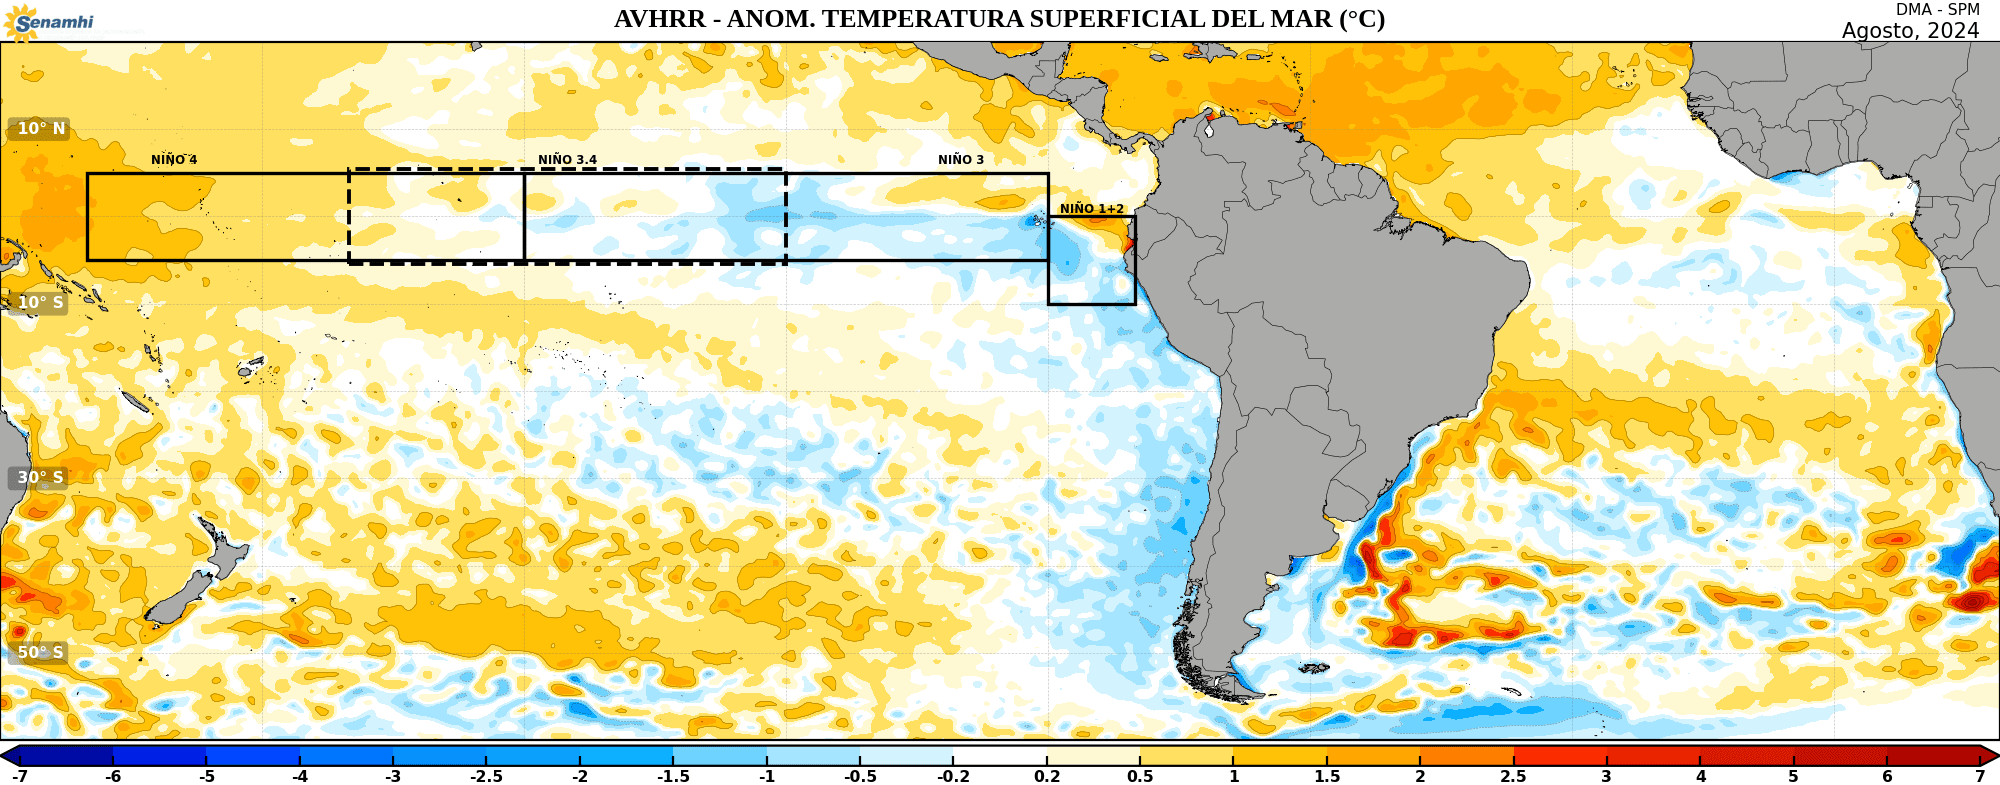 Senamhi
AVHRR - ANOM. TEMPERATURA SUPERFICIAL DEL MAR (°C)
DMA - SPM
Agosto, 2024
10° N
NIÑO 4
NIÑO 3.4
NIÑO 3
NIÑO 1+2
10° S
30° S
50° S
-7 -6 -5 -4 -3 -2.5 -2 -1.5 -1 -0.5 -0.2 0.2 0.5 1 1.5 2 2.5 3 4 5 6 7